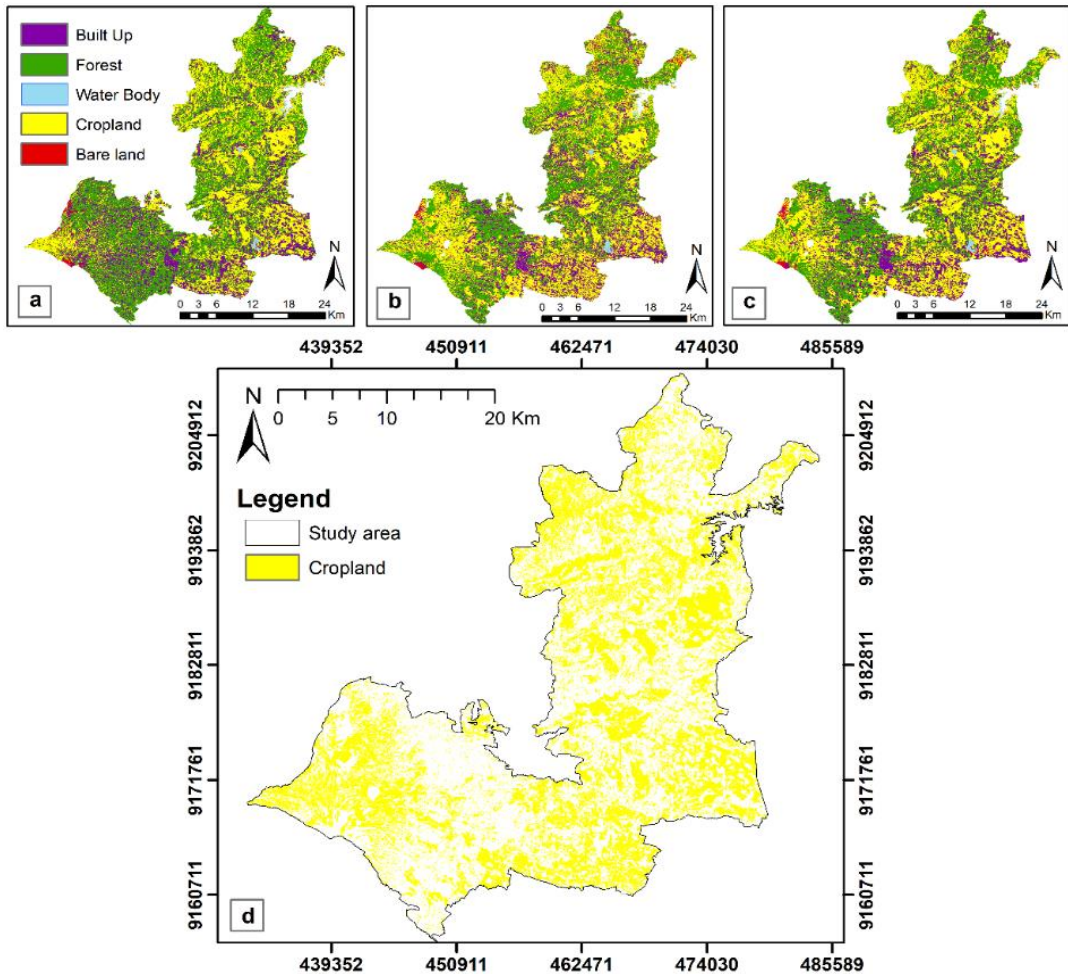 Built Up
Forest
Water Body
Cropland
Bare land
N
a
0 3 6 12 18 24
Km
N
b
0 3 6 12 18 24
Km
N
c
0 3 6 12 18 24
Km
439352 450911 462471 474030 485589
N
0 5 10 20 Km
Legend
Study area
Cropland
9204912
9193862
9182811
9171761
9160711
9204912
9193862
9182811
9171761
9160711
d
439352 450911 462471 474030 485589